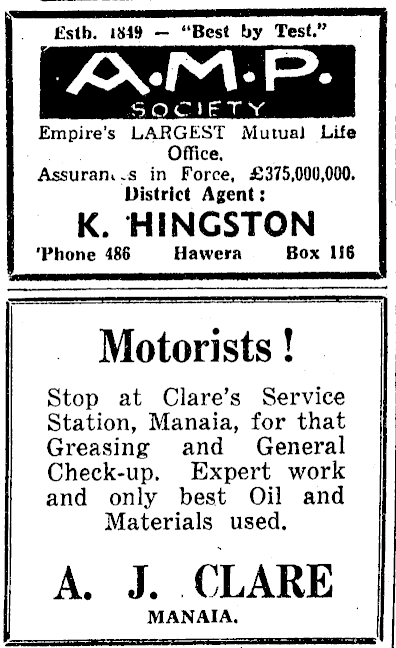 Estb. 1849 — "Best by Test."
A.M.P.
SOCIETY
Empire's LARGEST Mutual Life
Office.
Assurances in Force, £375,000,000.
District Agent:
K. HINGSTON
'Phone 486 Hawera Box 116
Motorists!
Stop at Clare's Service
Station, Manaia, for that
Greasing and General
Check-up. Expert work
and only best Oil and
Materials used.
A. J. CLARE
MANAIA.